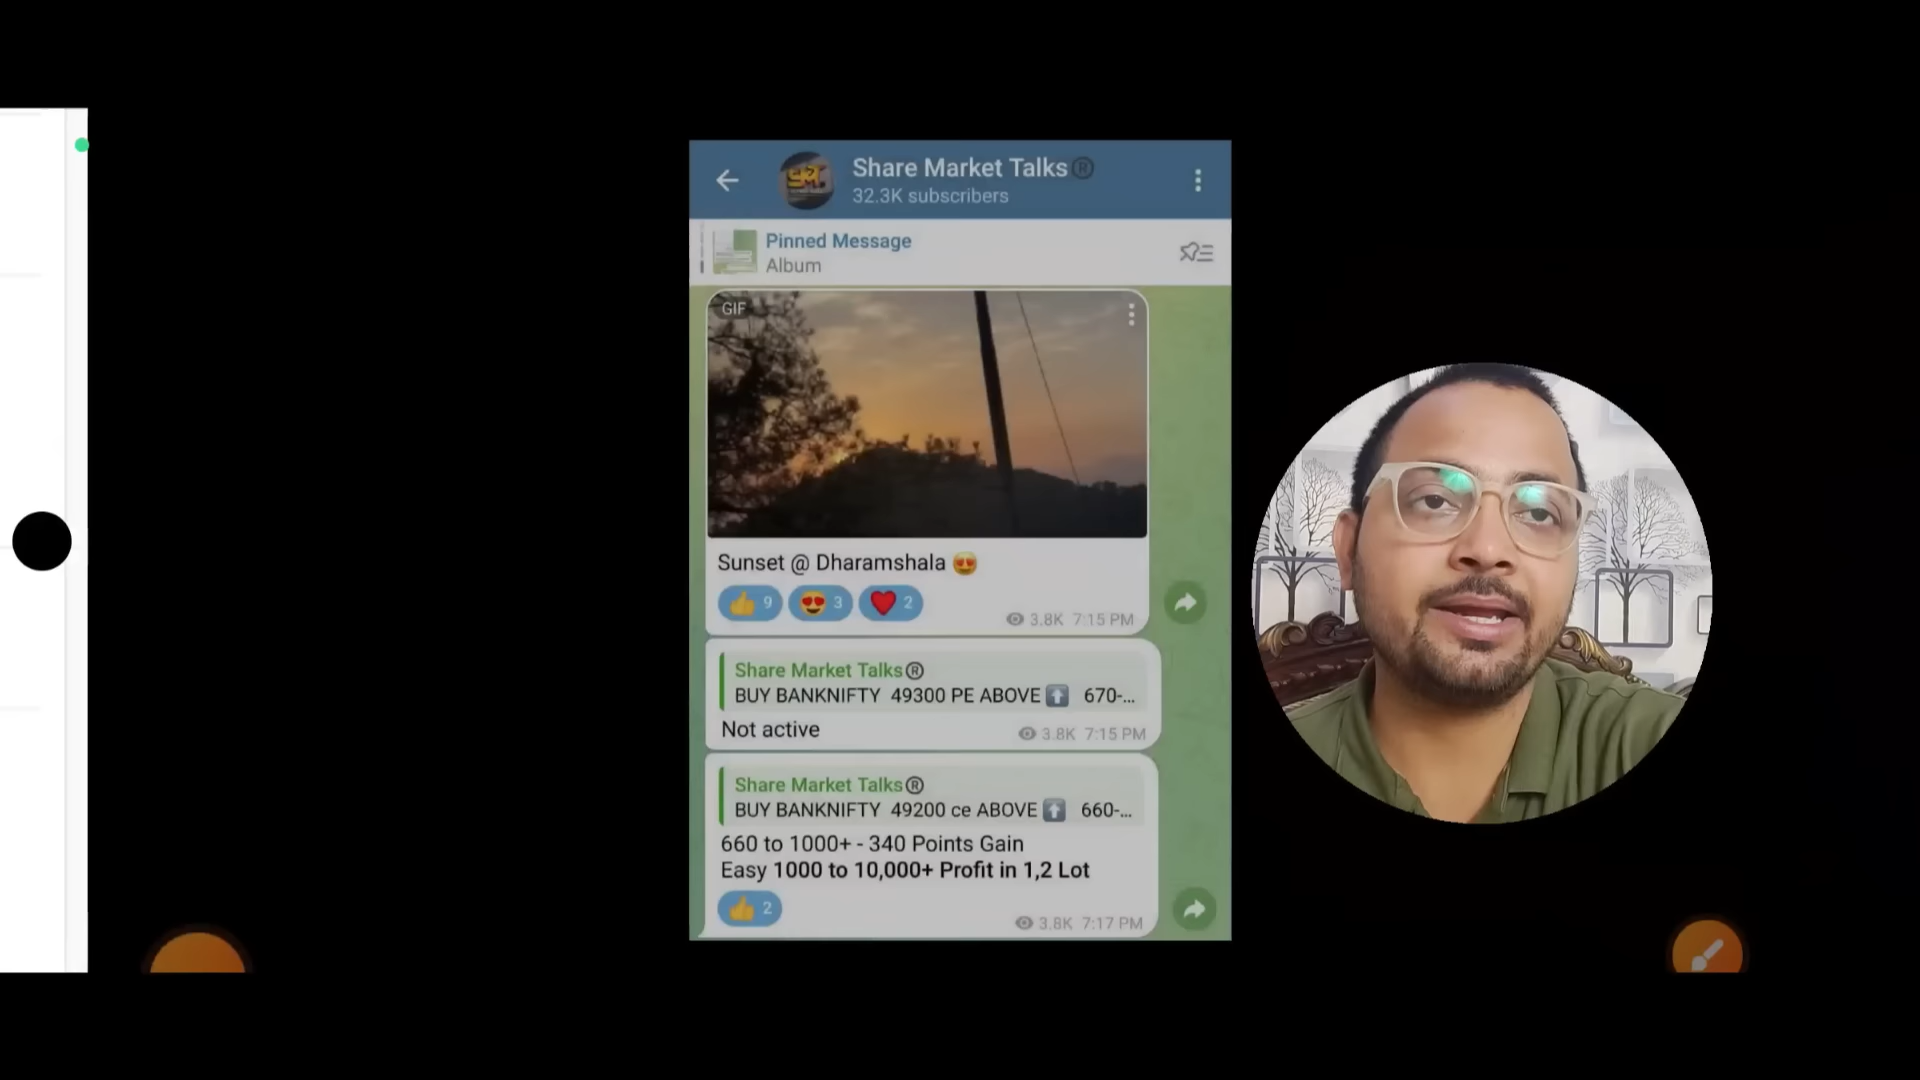 Share Market Talks®
32.3K subscribers
Pinned Message
Album
GIF
Sunset @ Dharamshala 😍
👍 9 😍 3 ❤️ 2
3.8K 7:15 PM
Share Market Talks®
BUY BANKNIFTY 49300 PE ABOVE ⬆️ 670-...
Not active
3.8K 7:15 PM
Share Market Talks®
BUY BANKNIFTY 49200 ce ABOVE ⬆️ 660-...
660 to 1000+ - 340 Points Gain
Easy 1000 to 10,000+ Profit in 1,2 Lot
👍 2
3.8K 7:17 PM